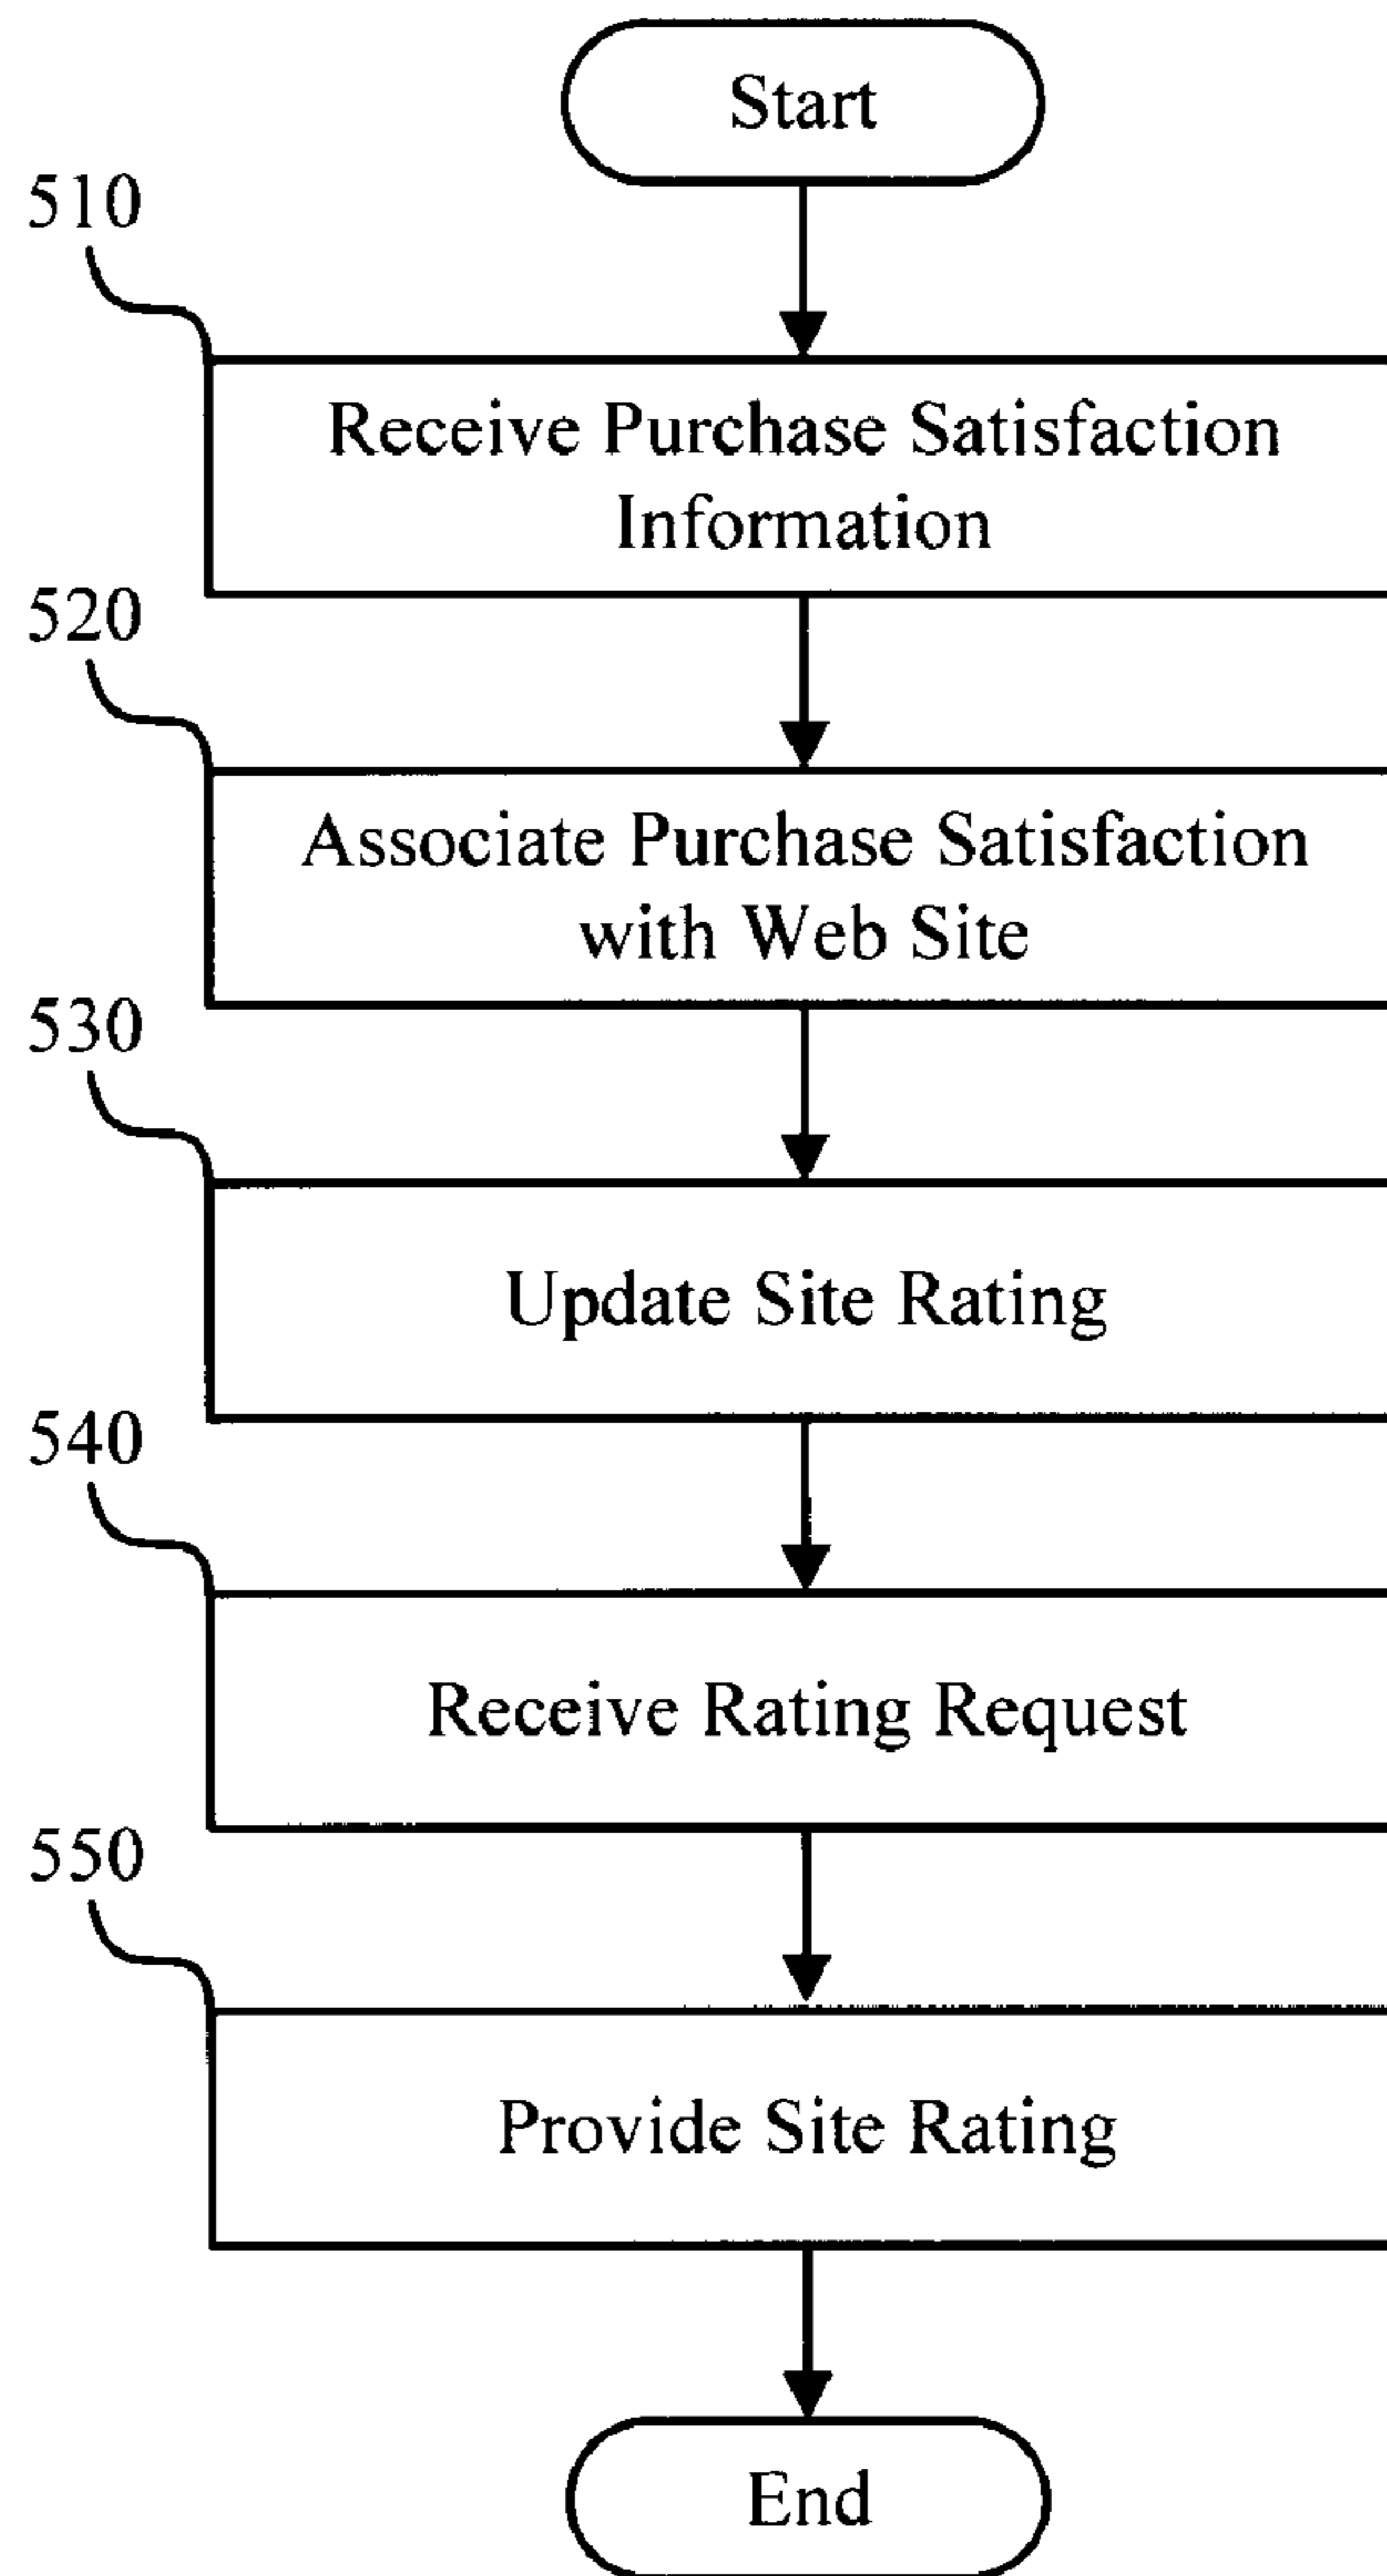 Start
510
Receive Purchase Satisfaction
Information
520
Associate Purchase Satisfaction
with Web Site
530
Update Site Rating
540
Receive Rating Request
550
Provide Site Rating
End